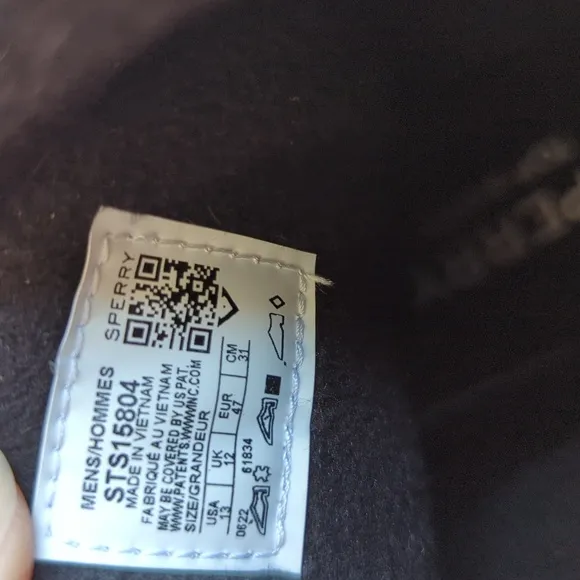 SPERRY
MENS/HOMMES
STS15804
MADE IN VIETNAM
FABRIQUÉ AU VIETNAM
MAY BE COVERED BY US PAT.
WWW.PATENTS.WWWINC.COM
SIZE/GRANDEUR
USA UK EUR CM
13 12 47 31
0622 61834